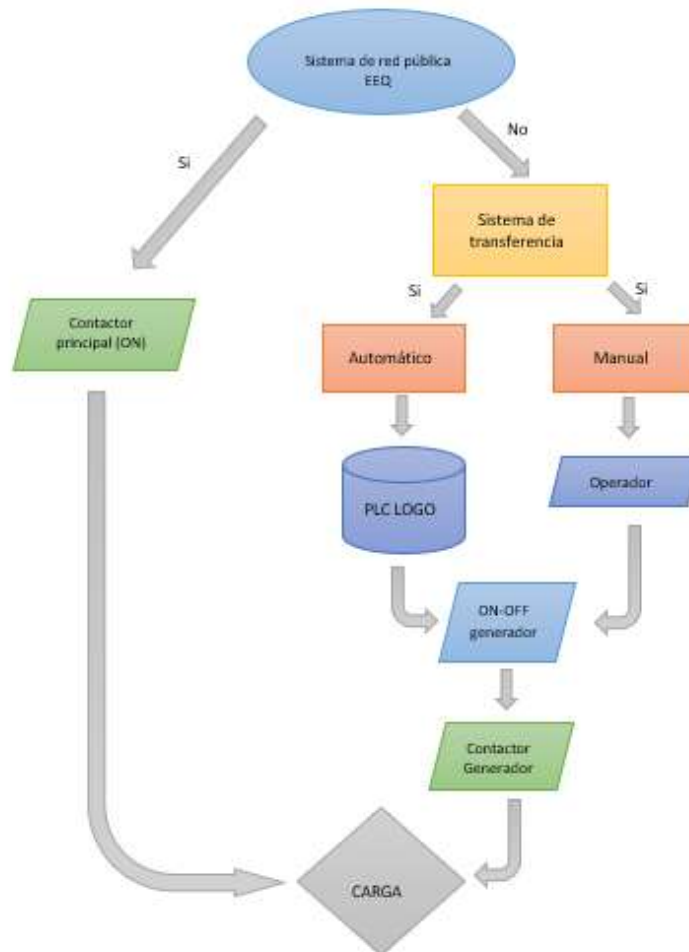 Sistema de red pública
EEQ
Si
No
Sistema de
transferencia
Si
Si
Contactor
principal (ON)
Automático
Manual
PLC LOGO
Operador
ON-OFF
generador
Contactor
Generador
CARGA